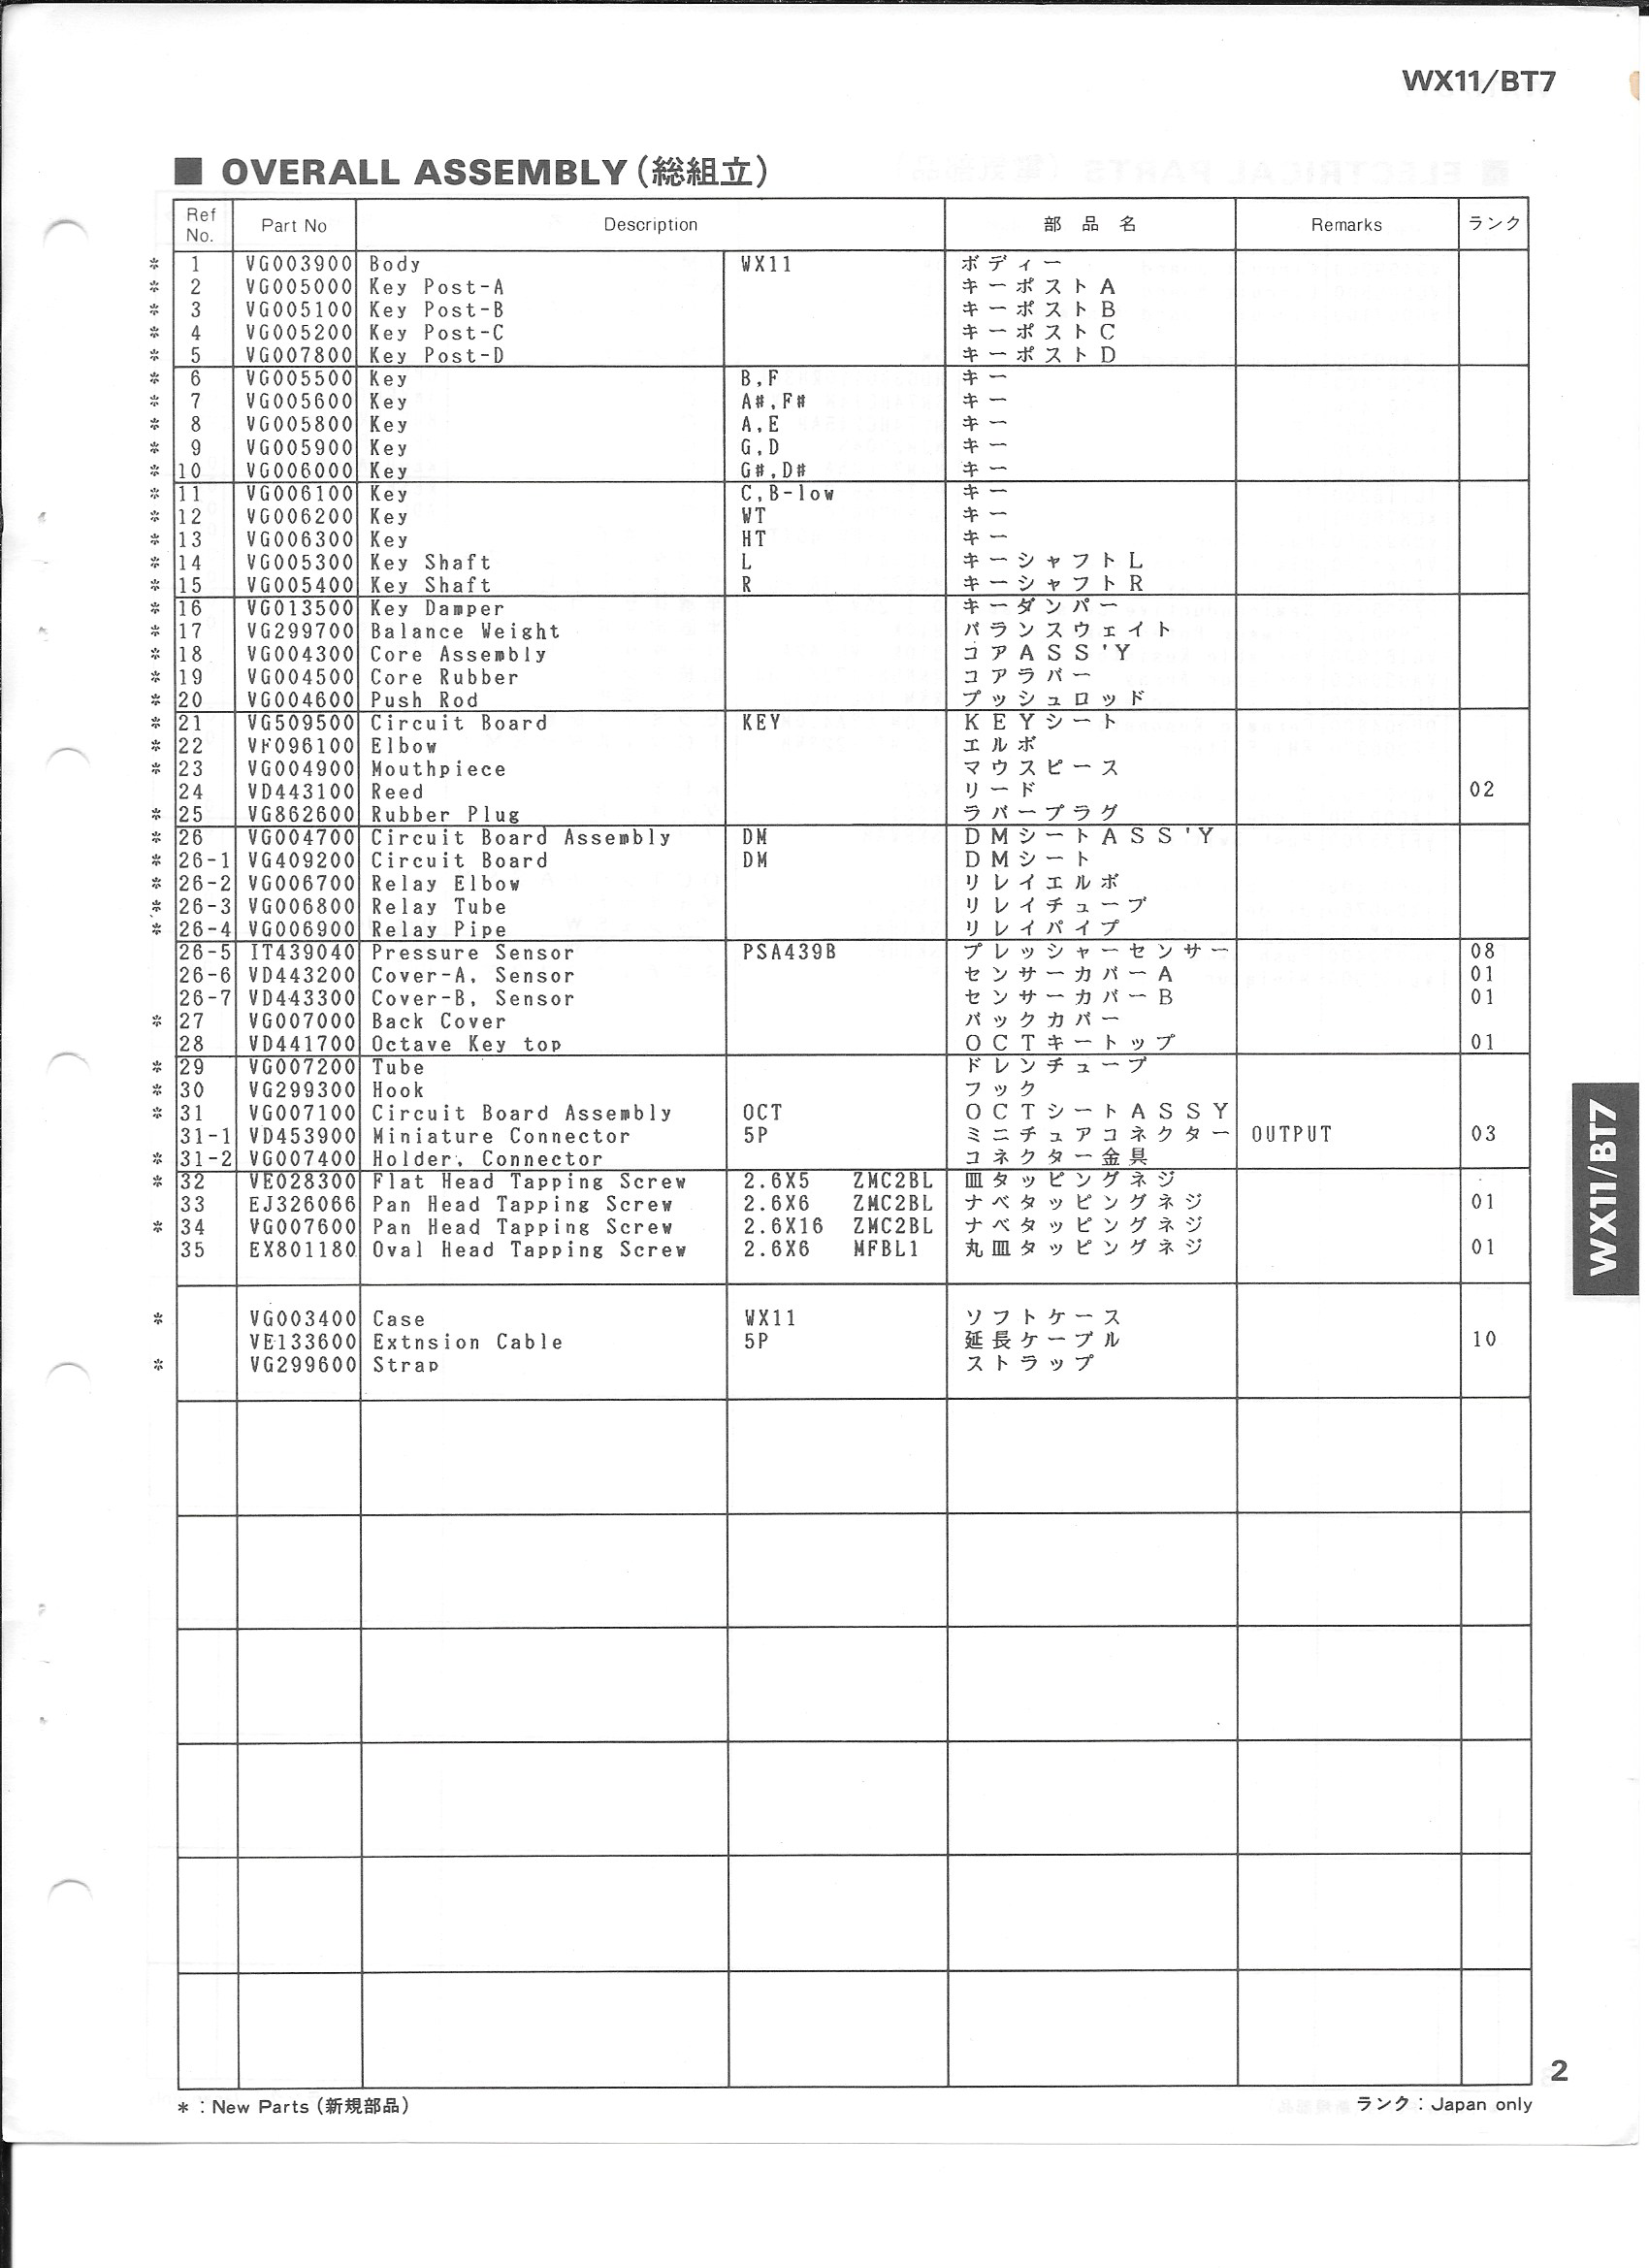 WX11/BT7
■ OVERALL ASSEMBLY (総組立)
Ref No. Part No Description 部品名 Remarks ランク
* 1 VG003900 Body WX11 ボディー
* 2 VG005000 Key Post-A キーポストA
* 3 VG005100 Key Post-B キーポストB
* 4 VG005200 Key Post-C キーポストC
* 5 VG007800 Key Post-D キーポストD
* 6 VG005500 Key B,F キー
* 7 VG005600 Key A#,F# キー
* 8 VG005800 Key A,E キー
* 9 VG005900 Key G,D キー
* 10 VG006000 Key G#,D# キー
* 11 VG006100 Key C,B-low キー
* 12 VG006200 Key WT キー
* 13 VG006300 Key HT キー
* 14 VG005300 Key Shaft L キーシャフトL
* 15 VG005400 Key Shaft R キーシャフトR
* 16 VG013500 Key Damper キーダンパー
* 17 VG299700 Balance Weight バランスウェイト
* 18 VG004300 Core Assembly コアASS'Y
* 19 VG004500 Core Rubber コアラバー
* 20 VG004600 Push Rod プッシュロッド
* 21 VG509500 Circuit Board KEY KEYシート
* 22 VF096100 Elbow エルボ
* 23 VG004900 Mouthpiece マウスピース
24 VD443100 Reed リード 02
* 25 VG862600 Rubber Plug ラバープラグ
* 26 VG004700 Circuit Board Assembly DM DMシートASS'Y
* 26-1 VG409200 Circuit Board DM DMシート
* 26-2 VG006700 Relay Elbow リレイエルボ
* 26-3 VG006800 Relay Tube リレイチューブ
* 26-4 VG006900 Relay Pipe リレイパイプ
26-5 IT439040 Pressure Sensor PSA439B プレッシャーセンサー 08
26-6 VD443200 Cover-A, Sensor センサーカバーA 01
26-7 VD443300 Cover-B, Sensor センサーカバーB 01
* 27 VG007000 Back Cover バックカバー
28 VD441700 Octave Key top OCTキートップ 01
* 29 VG007200 Tube ドレンチューブ
* 30 VG299300 Hook フック
* 31 VG007100 Circuit Board Assembly OCT OCTシートASSY
31-1 VD453900 Miniature Connector 5P ミニチュアコネクター OUTPUT 03
* 31-2 VG007400 Holder, Connector コネクター金具
* 32 VE028300 Flat Head Tapping Screw 2.6X5 ZMC2BL 皿タッピングネジ
33 EJ326066 Pan Head Tapping Screw 2.6X6 ZMC2BL ナベタッピングネジ 01
* 34 VG007600 Pan Head Tapping Screw 2.6X16 ZMC2BL ナベタッピングネジ
35 EX801180 Oval Head Tapping Screw 2.6X6 MFBL1 丸皿タッピングネジ 01
* VG003400 Case WX11 ソフトケース
VE133600 Extnsion Cable 5P 延長ケーブル 10
* VG299600 Strap ストラップ
WX11/BT7
2
* : New Parts (新規部品)
ランク : Japan only